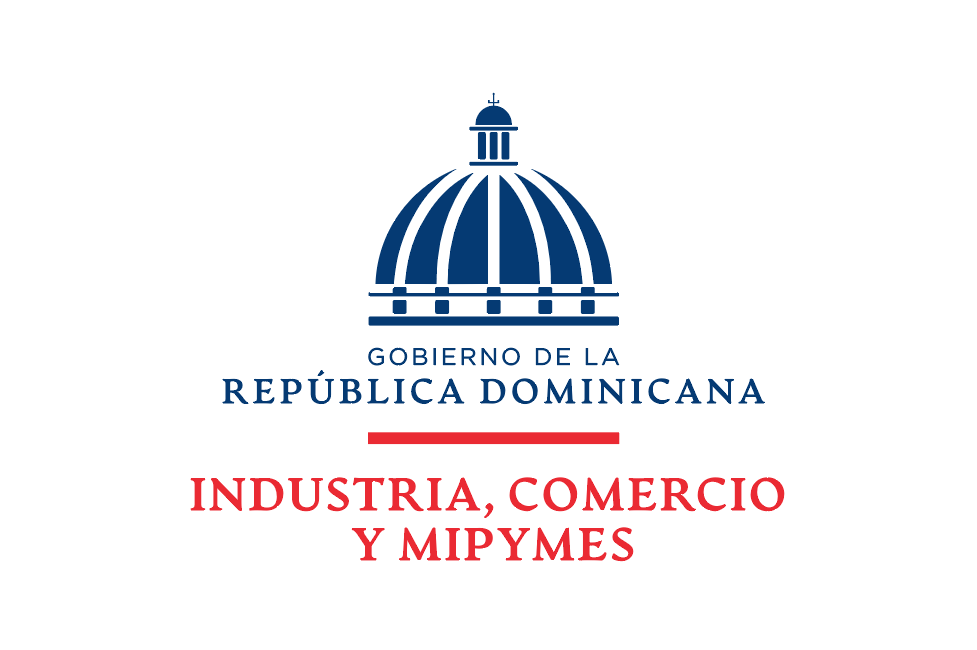 GOBIERNO DE LA
REPÚBLICA DOMINICANA
INDUSTRIA, COMERCIO
Y MIPYMES